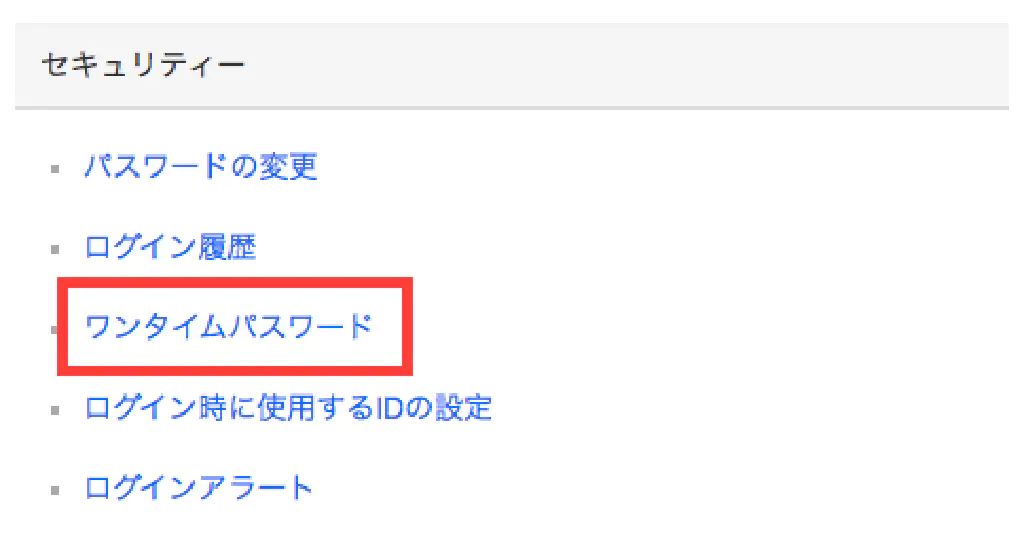 セキュリティー
パスワードの変更
ログイン履歴
ワンタイムパスワード
ログイン時に使用するIDの設定
ログインアラート